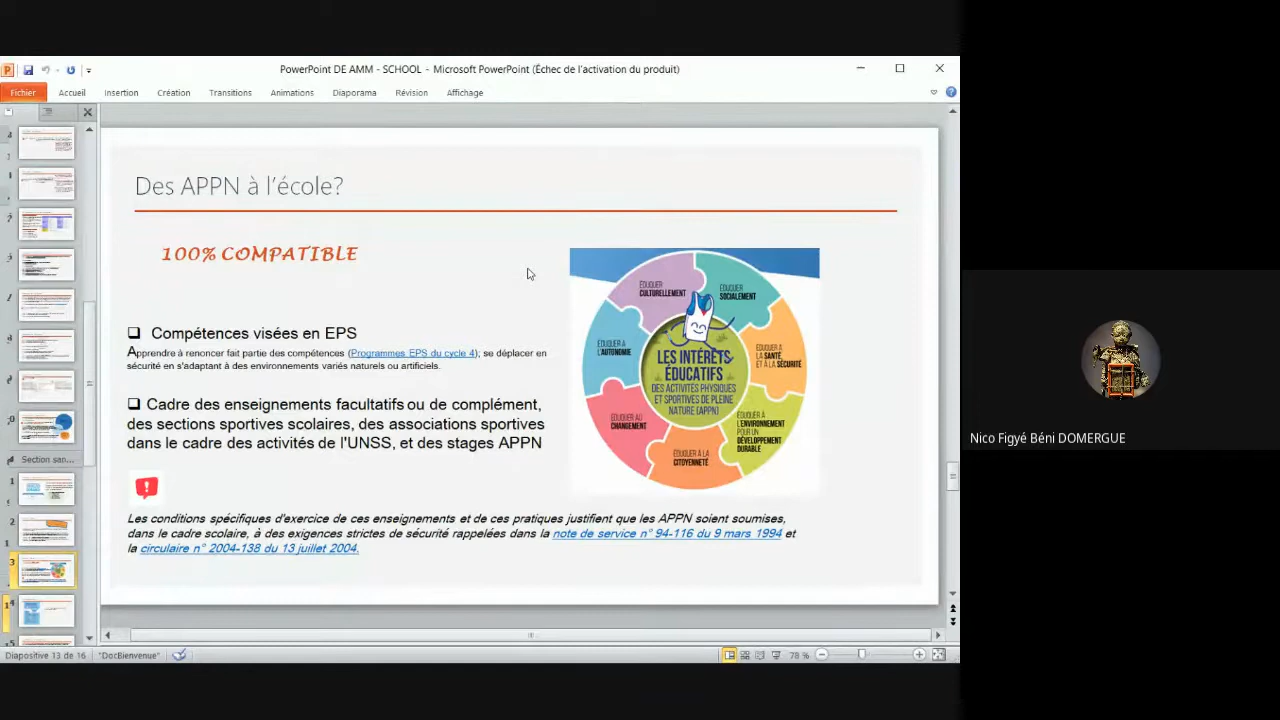 PowerPoint DE AMM - SCHOOL - Microsoft PowerPoint (Échec de l'activation du produit)
Fichier Accueil Insertion Création Transitions Animations Diaporama Révision Affichage
Des APPN à l'école?
100% COMPATIBLE
Compétences visées en EPS
Apprendre à renoncer fait partie des compétences (Programmes EPS du cycle 4); se déplacer en
sécurité en s'adaptant à des environnements variés naturels ou artificiels.
Cadre des enseignements facultatifs ou de complément,
des sections sportives scolaires, des associations sportives
dans le cadre des activités de l'UNSS, et des stages APPN
ÉDUQUER
CULTURELLEMENT
ÉDUQUER
SOCIALEMENT
ÉDUQUER À
L'AUTONOMIE
ÉDUQUER À
LA SANTÉ,
ET À LA SÉCURITÉ
LES INTÉRÊTS
ÉDUCATIFS
DES ACTIVITÉS PHYSIQUES
ET SPORTIVES DE PLEINE
NATURE (APPN)
ÉDUQUER AU
CHANGEMENT
ÉDUQUER À
L'ENVIRONNEMENT
POUR UN
DÉVELOPPEMENT
DURABLE
ÉDUQUER À LA
CITOYENNETÉ
Les conditions spécifiques d'exercice de ces enseignements et de ces pratiques justifient que les APPN soient soumises,
dans le cadre scolaire, à des exigences strictes de sécurité rappelées dans la note de service n° 94-116 du 9 mars 1994 et
la circulaire n° 2004-138 du 13 juillet 2004.
Section san...
Diapositive 13 de 16 "DocBienvenue" 78 %
Nico Figyé Béni DOMERGUE